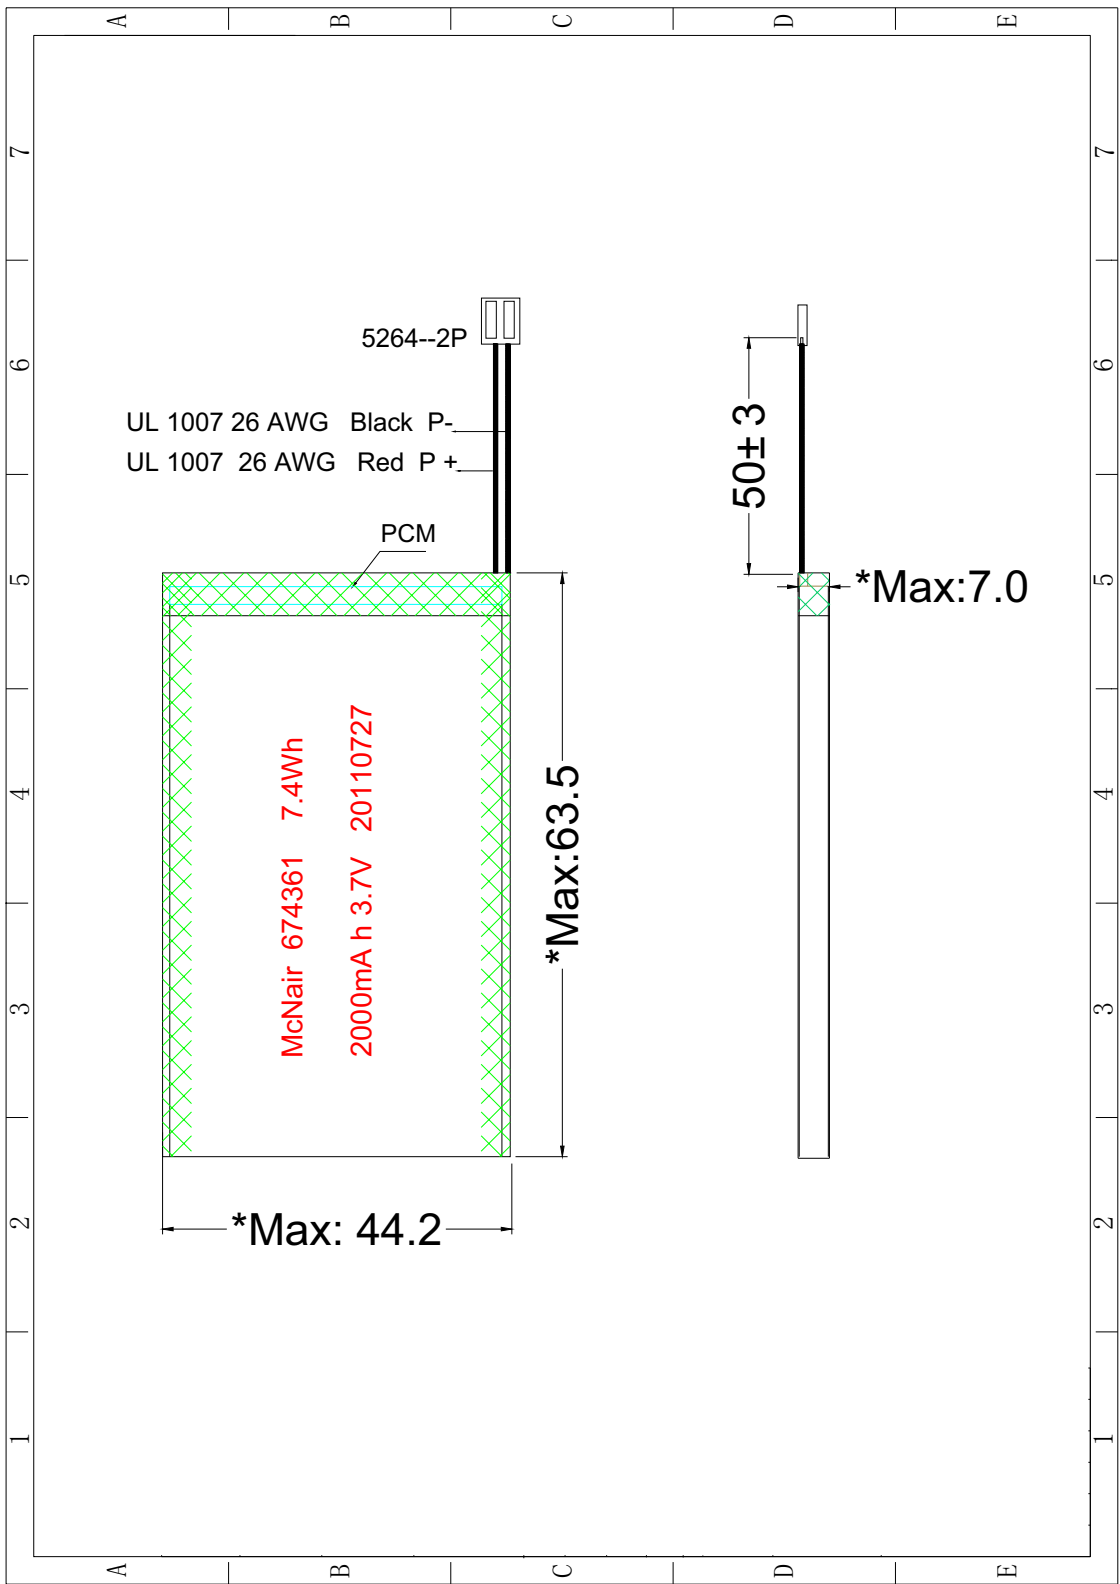 A B C D E
7 7
6 6
5264--2P
UL 1007 26 AWG Black P-
UL 1007 26 AWG Red P +
50± 3
PCM
5 5
*Max:7.0
McNair 674361 7.4Wh
2000mA h 3.7V 20110727
*Max:63.5
4 4
3 3
2 2
*Max: 44.2
1 1
A B C D E